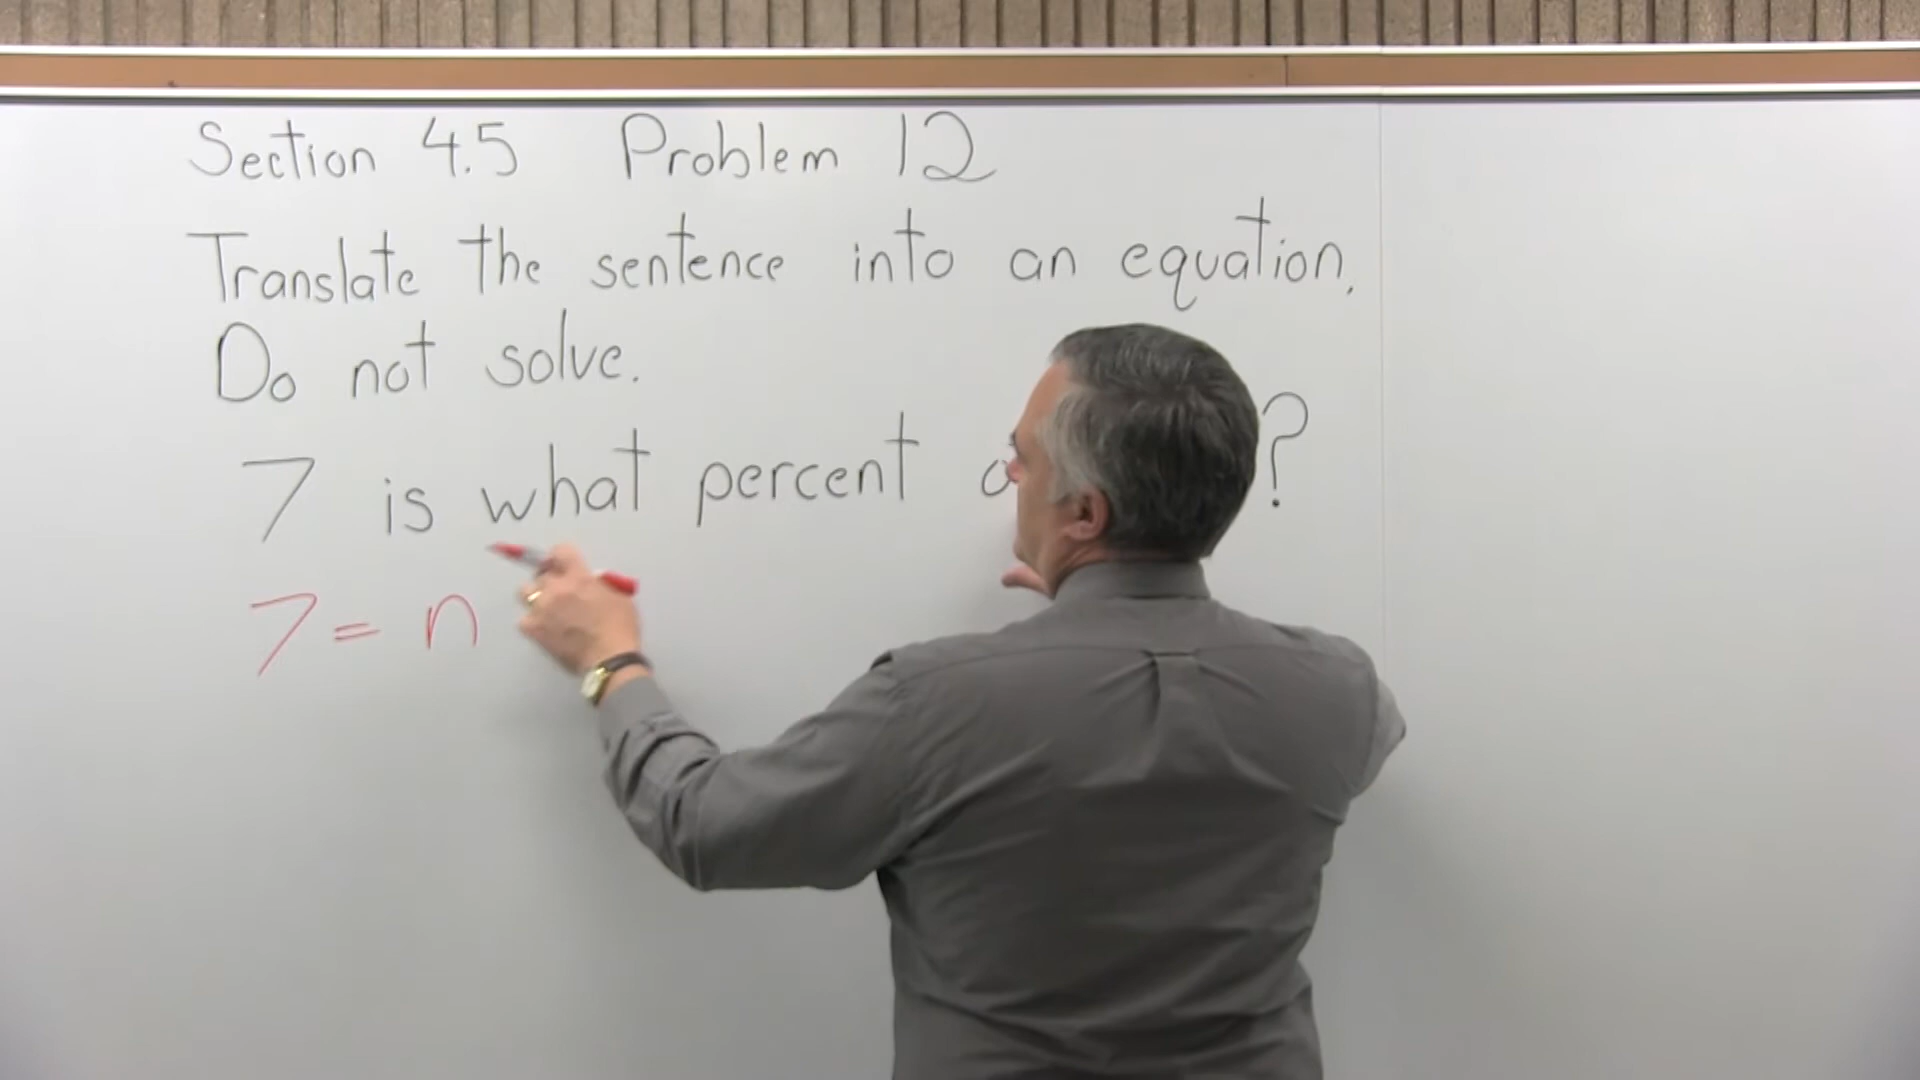 Section 4.5 Problem 12
Translate the sentence into an equation.
Do not solve.
7 is what percent ?
7 = n